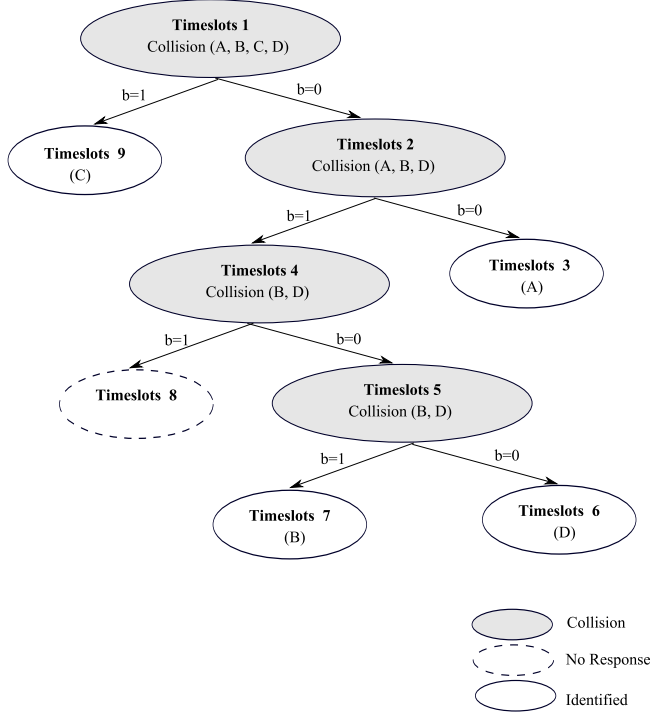 Timeslots 1
Collision (A, B, C, D)
b=1
b=0
Timeslots 9
(C)
Timeslots 2
Collision (A, B, D)
b=1
b=0
Timeslots 4
Collision (B, D)
Timeslots 3
(A)
b=1
b=0
Timeslots 8
Timeslots 5
Collision (B, D)
b=1
b=0
Timeslots 7
(B)
Timeslots 6
(D)
Collision
No Response
Identified